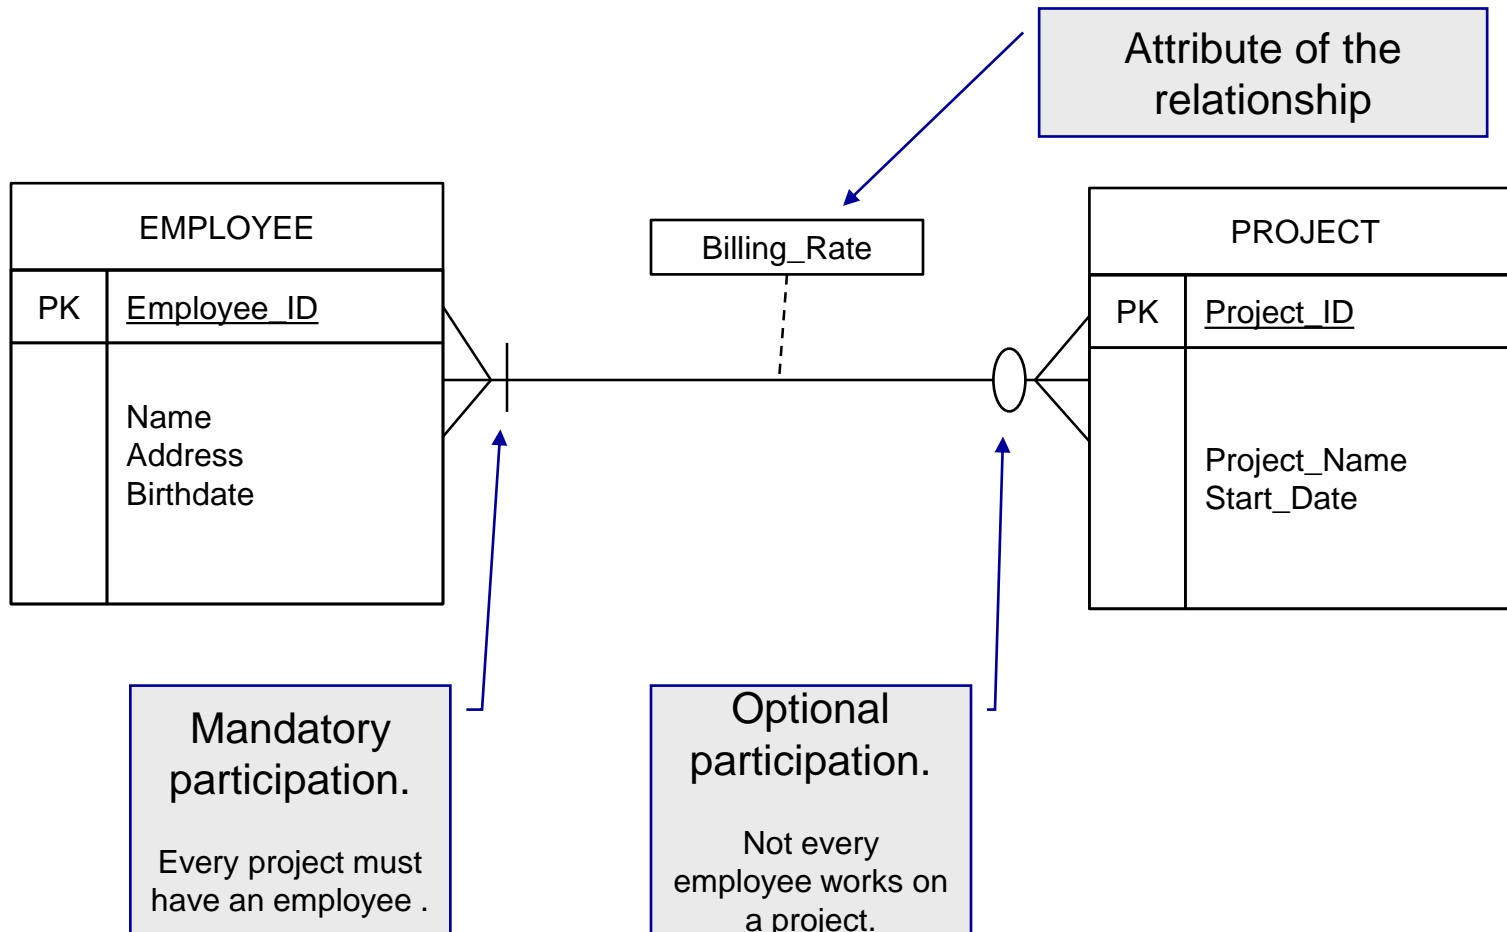 Attribute of the
relationship
EMPLOYEE
PK
Employee_ID
Name
Address
Birthdate
Billing_Rate
PROJECT
PK
Project_ID
Project_Name
Start_Date
Mandatory
participation.
Every project must
have an employee .
Optional
participation.
Not every
employee works on
a project.